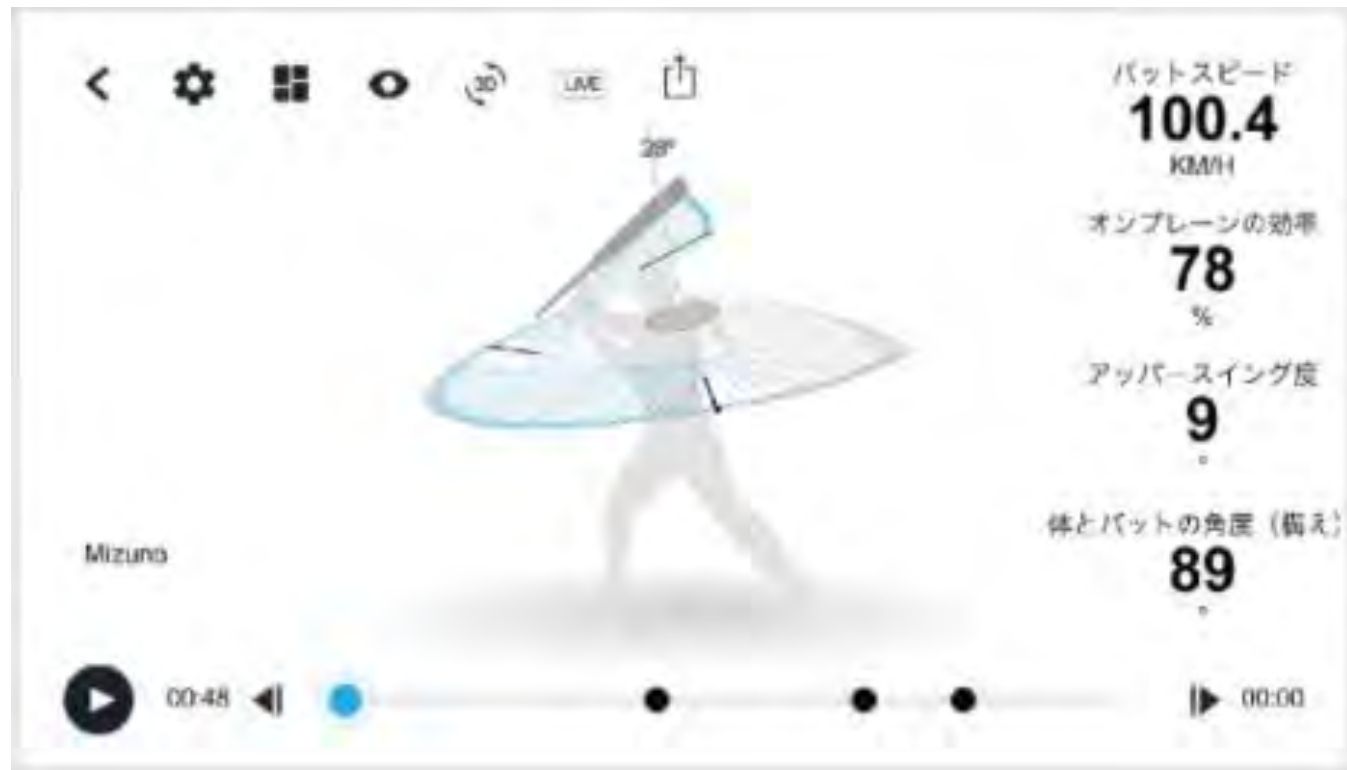 3D
LIVE
28°
バットスピード
100.4
KM/H
オンプレーンの効率
78
%
アッパースイング度
9
°
体とバットの角度（構え）
89
°
Mizuno
00:48
00:00